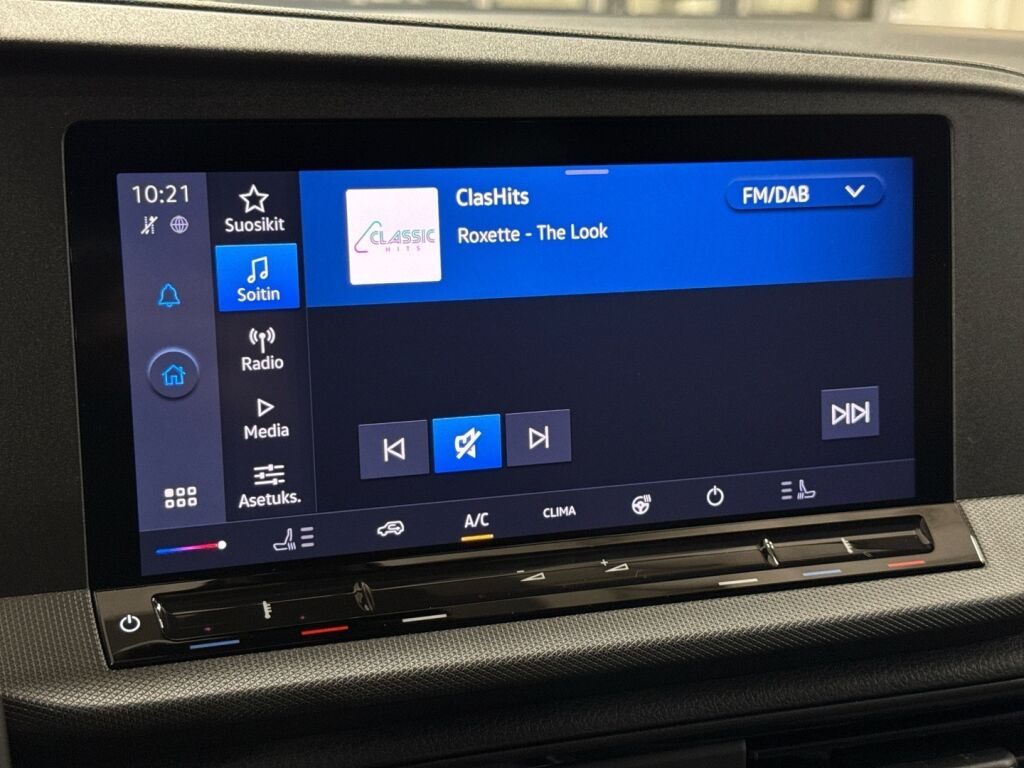 10:21
Suosikit
Soitin
Radio
Media
Asetuks.
CLASSIC
HITS
ClasHits
Roxette - The Look
FM/DAB
A/C
CLIMA